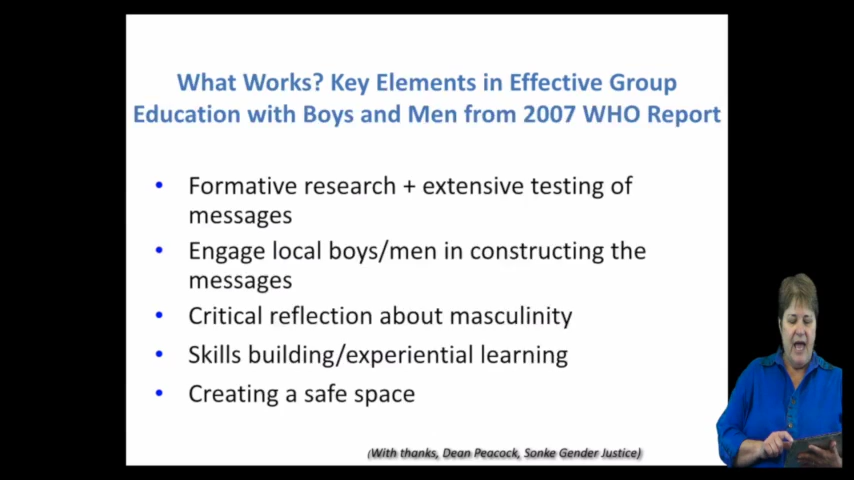 What Works? Key Elements in Effective Group
Education with Boys and Men from 2007 WHO Report
• Formative research + extensive testing of
messages
• Engage local boys/men in constructing the
messages
• Critical reflection about masculinity
• Skills building/experiential learning
• Creating a safe space
(With thanks, Dean Peacock, Sonke Gender Justice)